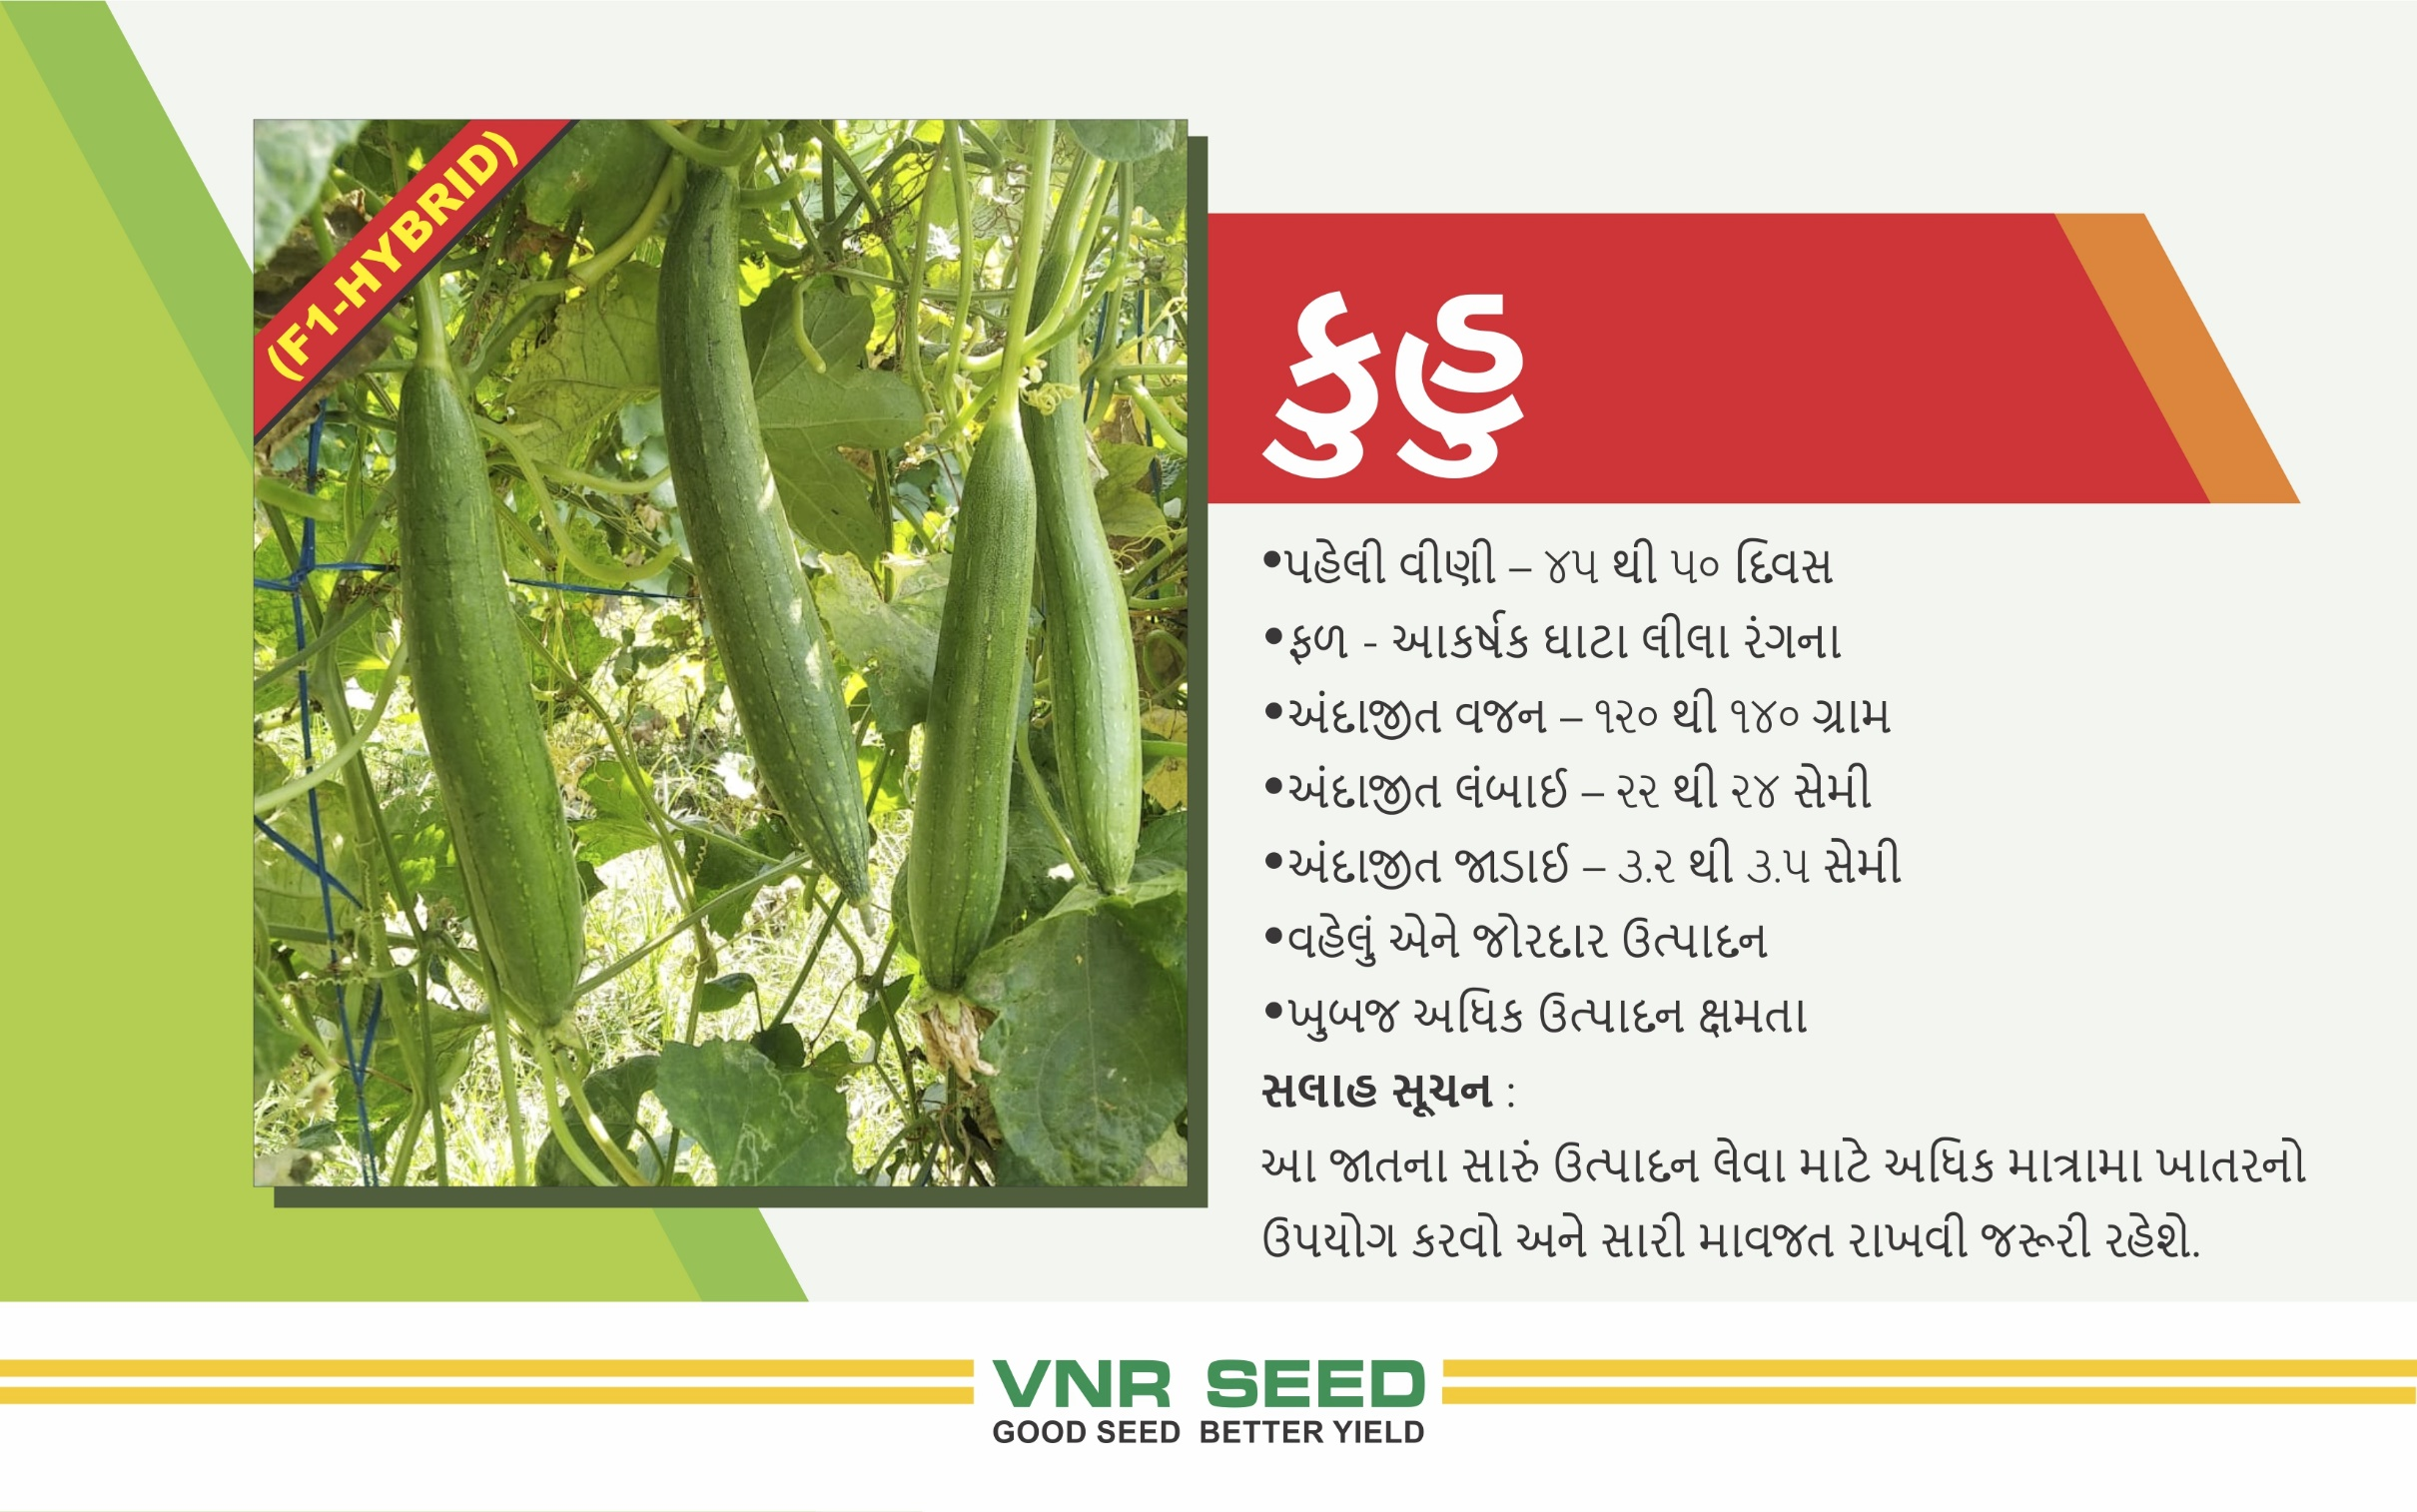 (F1-HYBRID)
કુહુ
•પહેલી વીણી – ૪૫ થી ૫૦ દિવસ
•ફળ - આકર્ષક ઘાટા લીલા રંગના
•અંદાજીત વજન – ૧૨૦ થી ૧૪૦ ગ્રામ
•અંદાજીત લંબાઈ – ૨૨ થી ૨૪ સેમી
•અંદાજીત જાડાઈ – ૩.૨ થી ૩.૫ સેમી
•વહેલું એને જોરદાર ઉત્પાદન
•ખુબજ અધિક ઉત્પાદન ક્ષમતા
સલાહ સૂચન :
આ જાતના સારું ઉત્પાદન લેવા માટે અધિક માત્રામા ખાતરનો
ઉપયોગ કરવો અને સારી માવજત રાખવી જરૂરી રહેશે.
VNR SEED
GOOD SEED BETTER YIELD